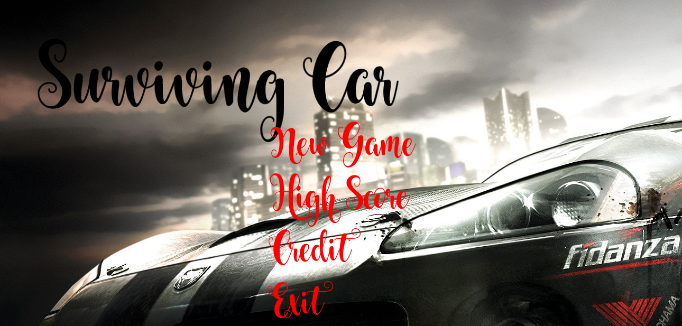 Surviving Car
New Game
High Score
Credit
Exit
fidanza